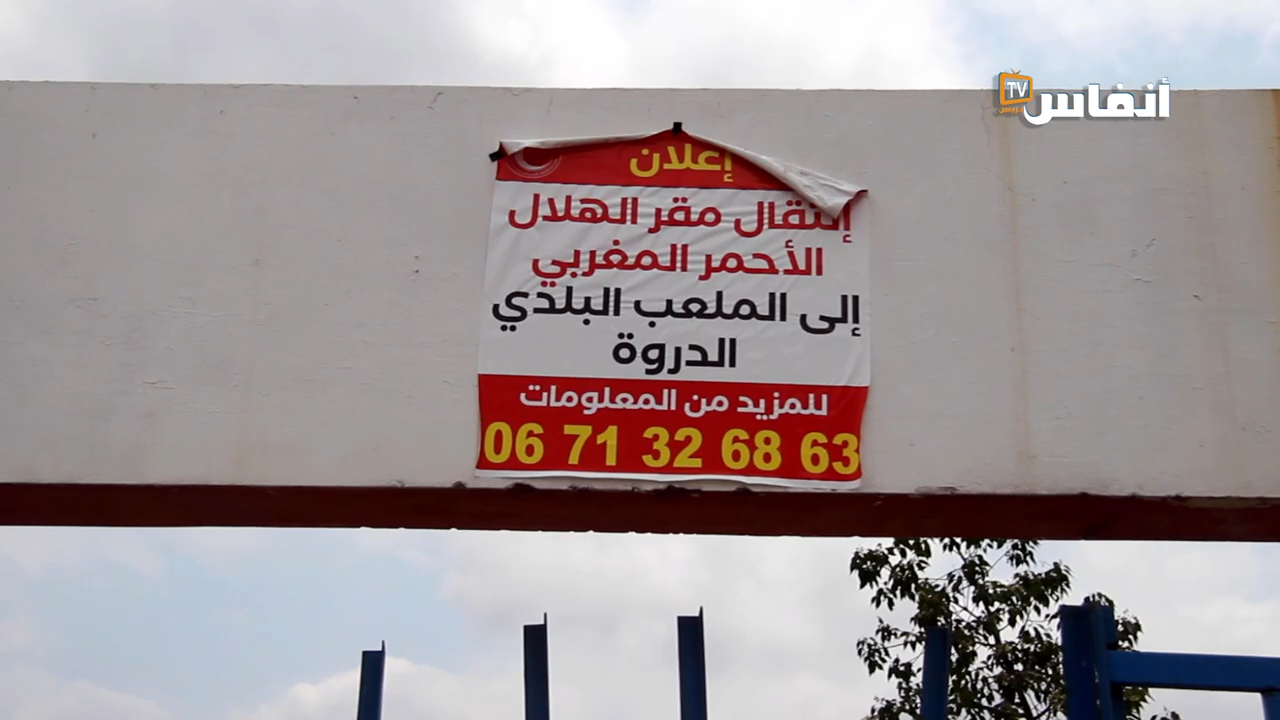 أنفاس
TV
إعلان
إنتقال مقر الهلال
الأحمر المغربي
إلى الملعب البلدي
الدروة
للمزيد من المعلومات
06 71 32 68 63